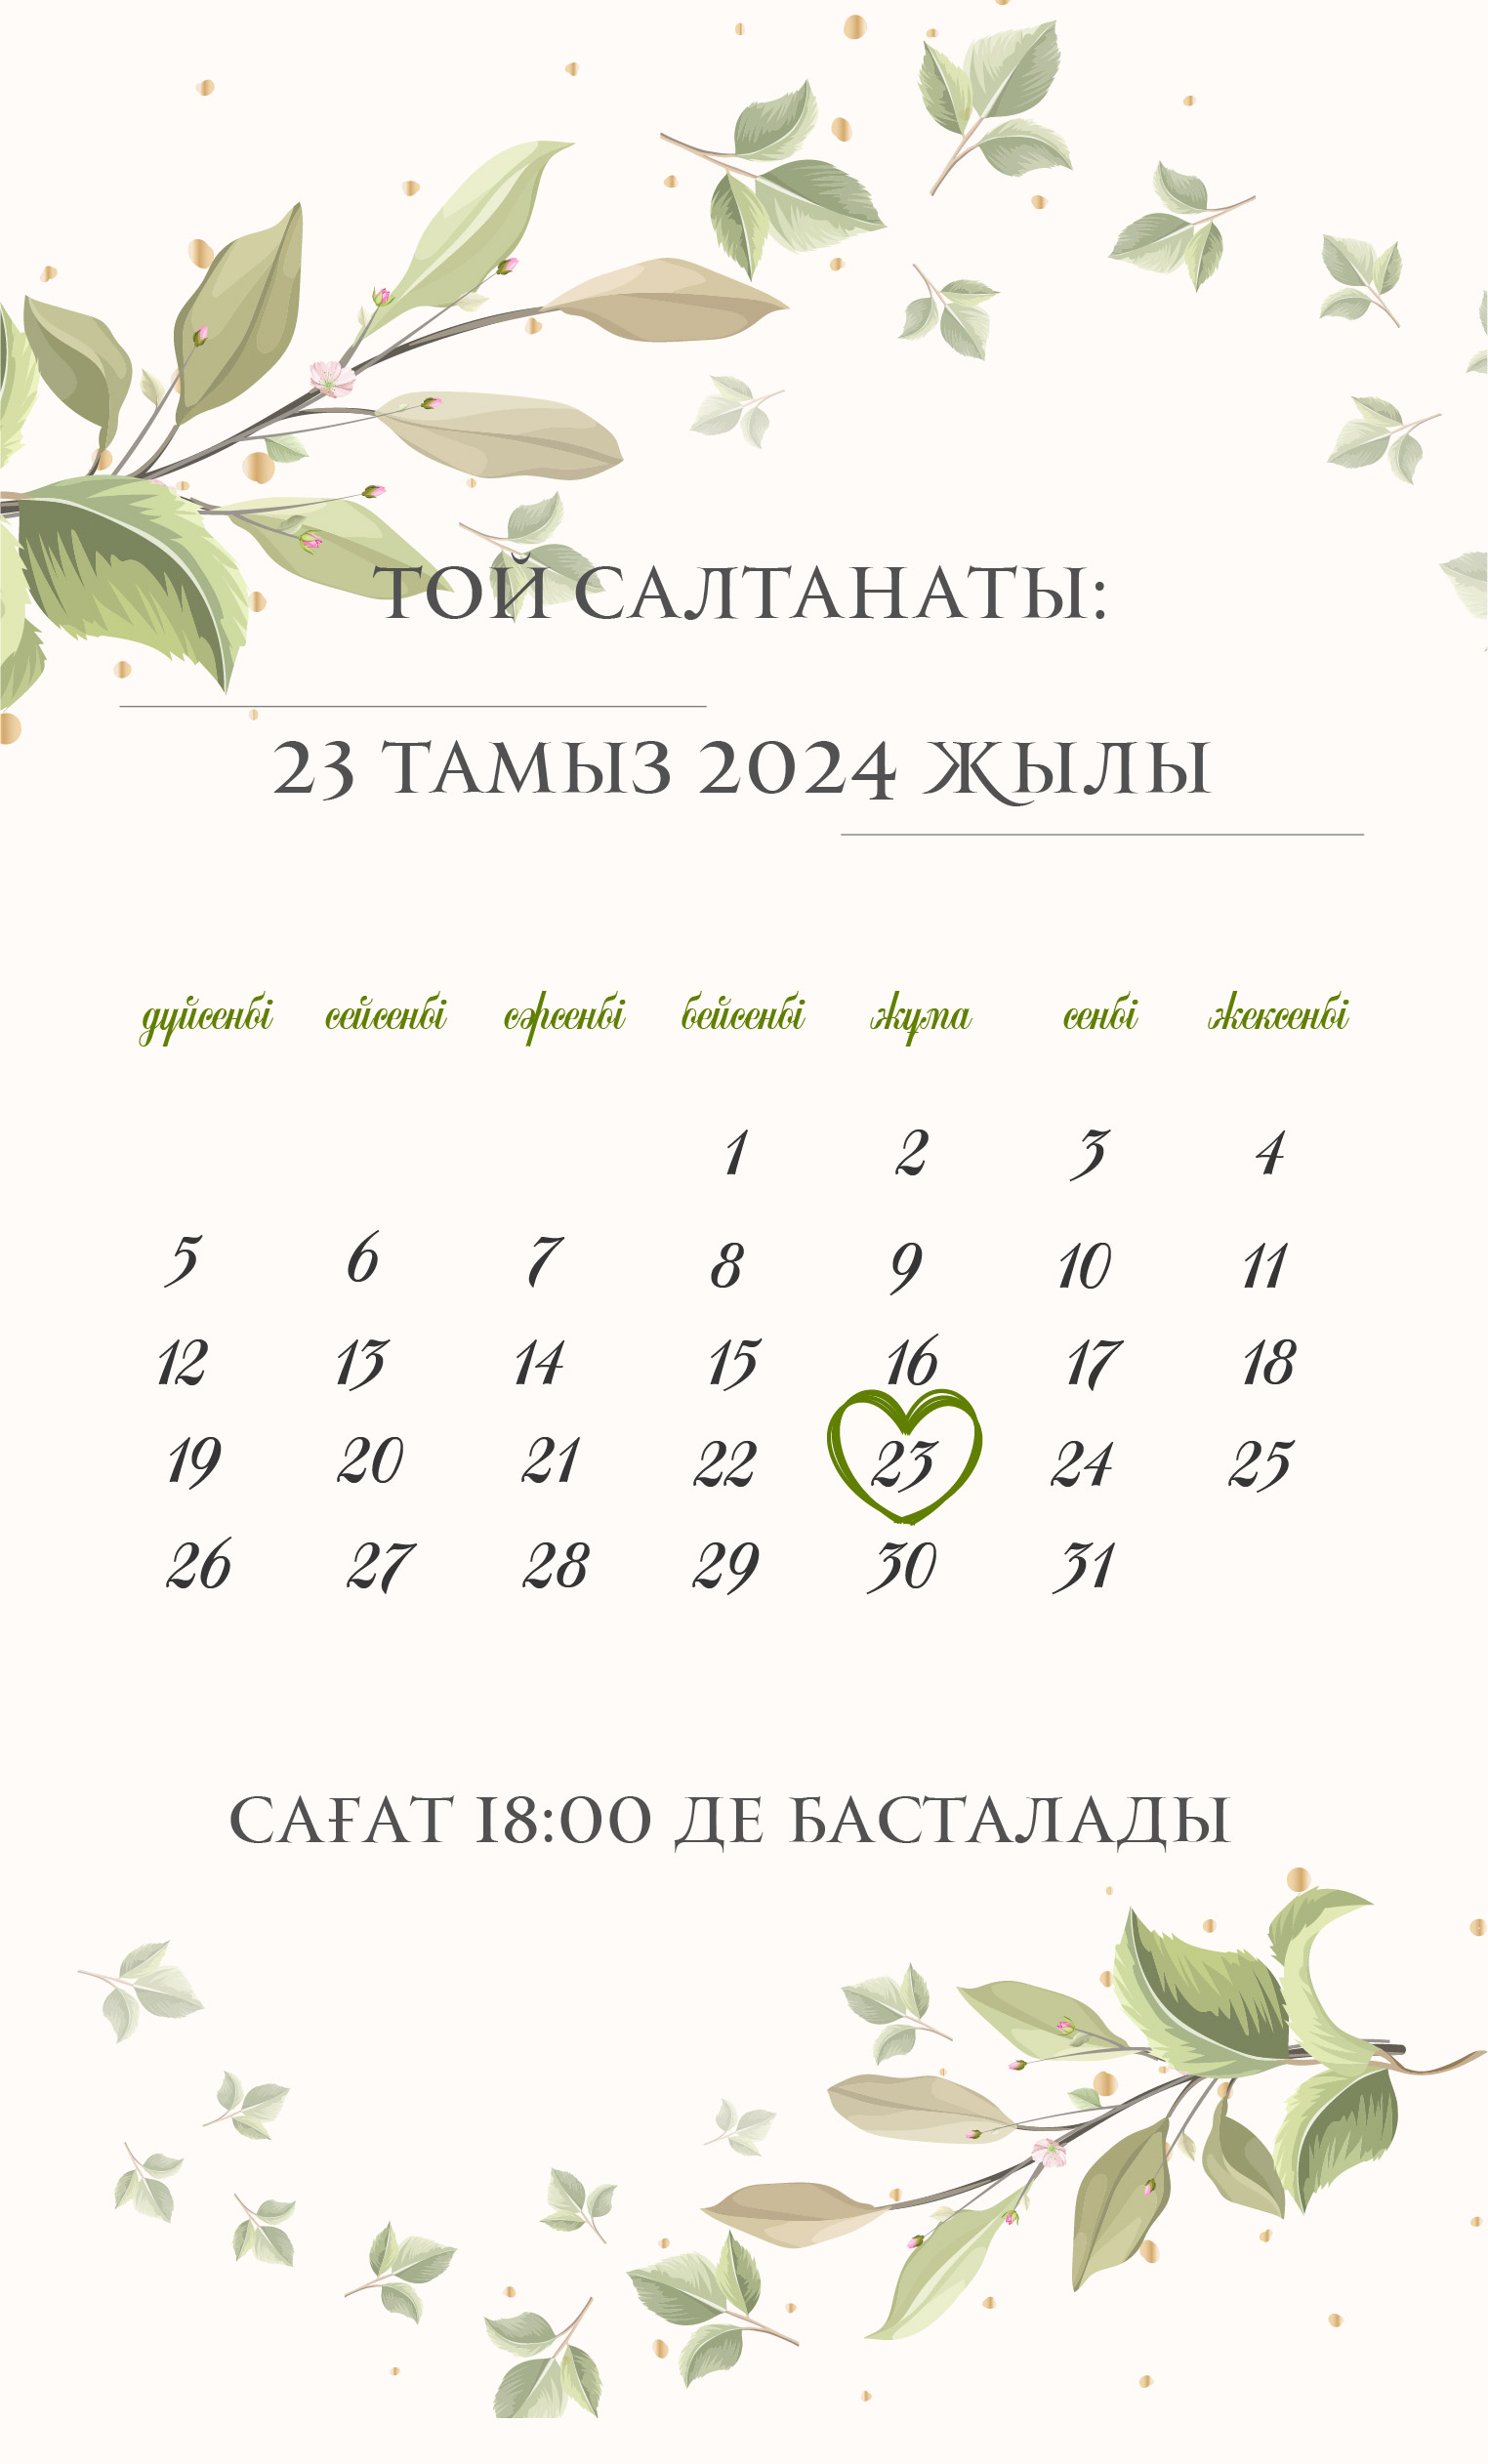 ТОЙ САЛТАНАТЫ:
23 ТАМЫЗ 2024 ЖЫЛЫ
дүйсенбі сейсенбі сәрсенбі бейсенбі жұма сенбі жексенбі
1 2 3 4
5 6 7 8 9 10 11
12 13 14 15 16 17 18
19 20 21 22 23 24 25
26 27 28 29 30 31
САҒАТ 18:00 ДЕ БАСТАЛАДЫ